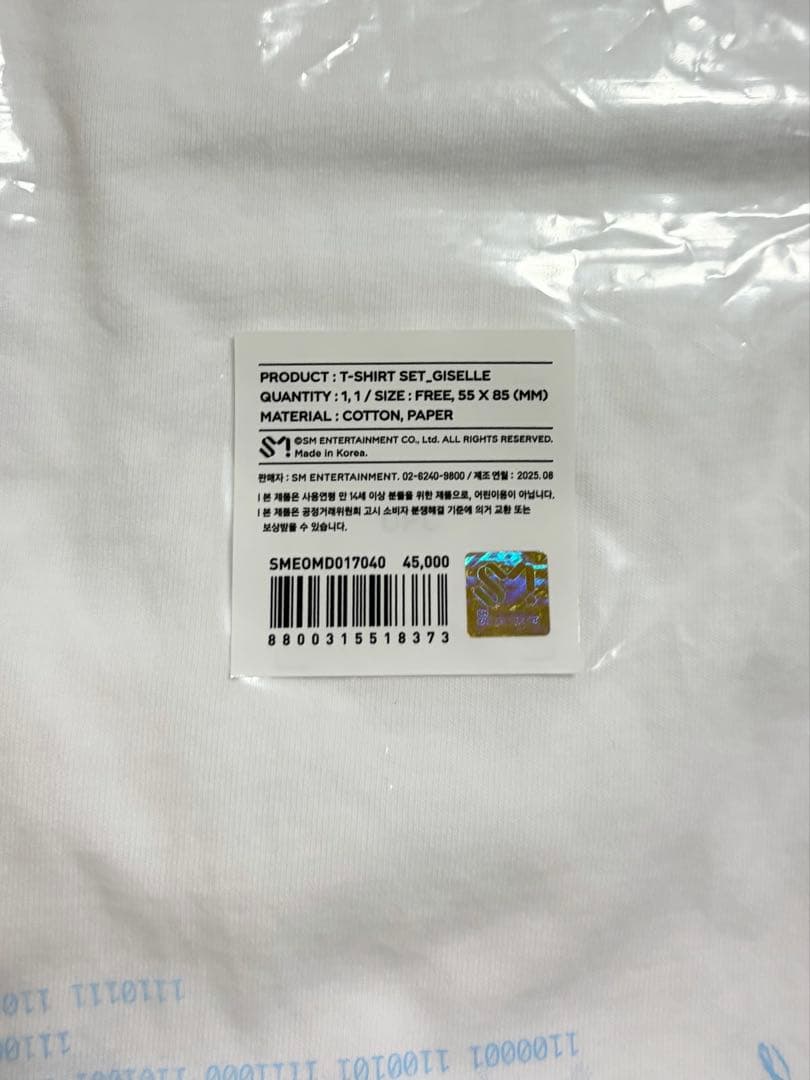 PRODUCT : T-SHIRT SET_GISELLE
QUANTITY : 1, 1 / SIZE : FREE, 55 X 85 (MM)
MATERIAL : COTTON, PAPER
SM ©SM ENTERTAINMENT CO., Ltd. ALL RIGHTS RESERVED.
Made in Korea.
판매자 : SM ENTERTAINMENT. 02-6240-9800 / 제조연월 : 2025. 08
l 본 제품은 사용연령 만 14세 이상 분들을 위한 제품으로, 어린이용이 아닙니다.
l 본 제품은 공정거래위원회 고시 소비자 분쟁해결 기준에 의거 교환 또는
보상받을 수 있습니다.
SMEOMD017040 45,000
8800315518373
SM